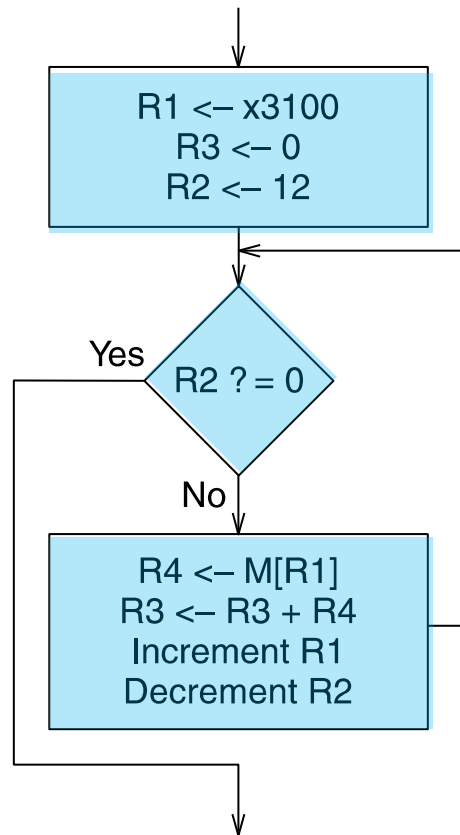 R1 <– x3100
R3 <– 0
R2 <– 12
Yes
R2 ? = 0
No
R4 <– M[R1]
R3 <– R3 + R4
Increment R1
Decrement R2